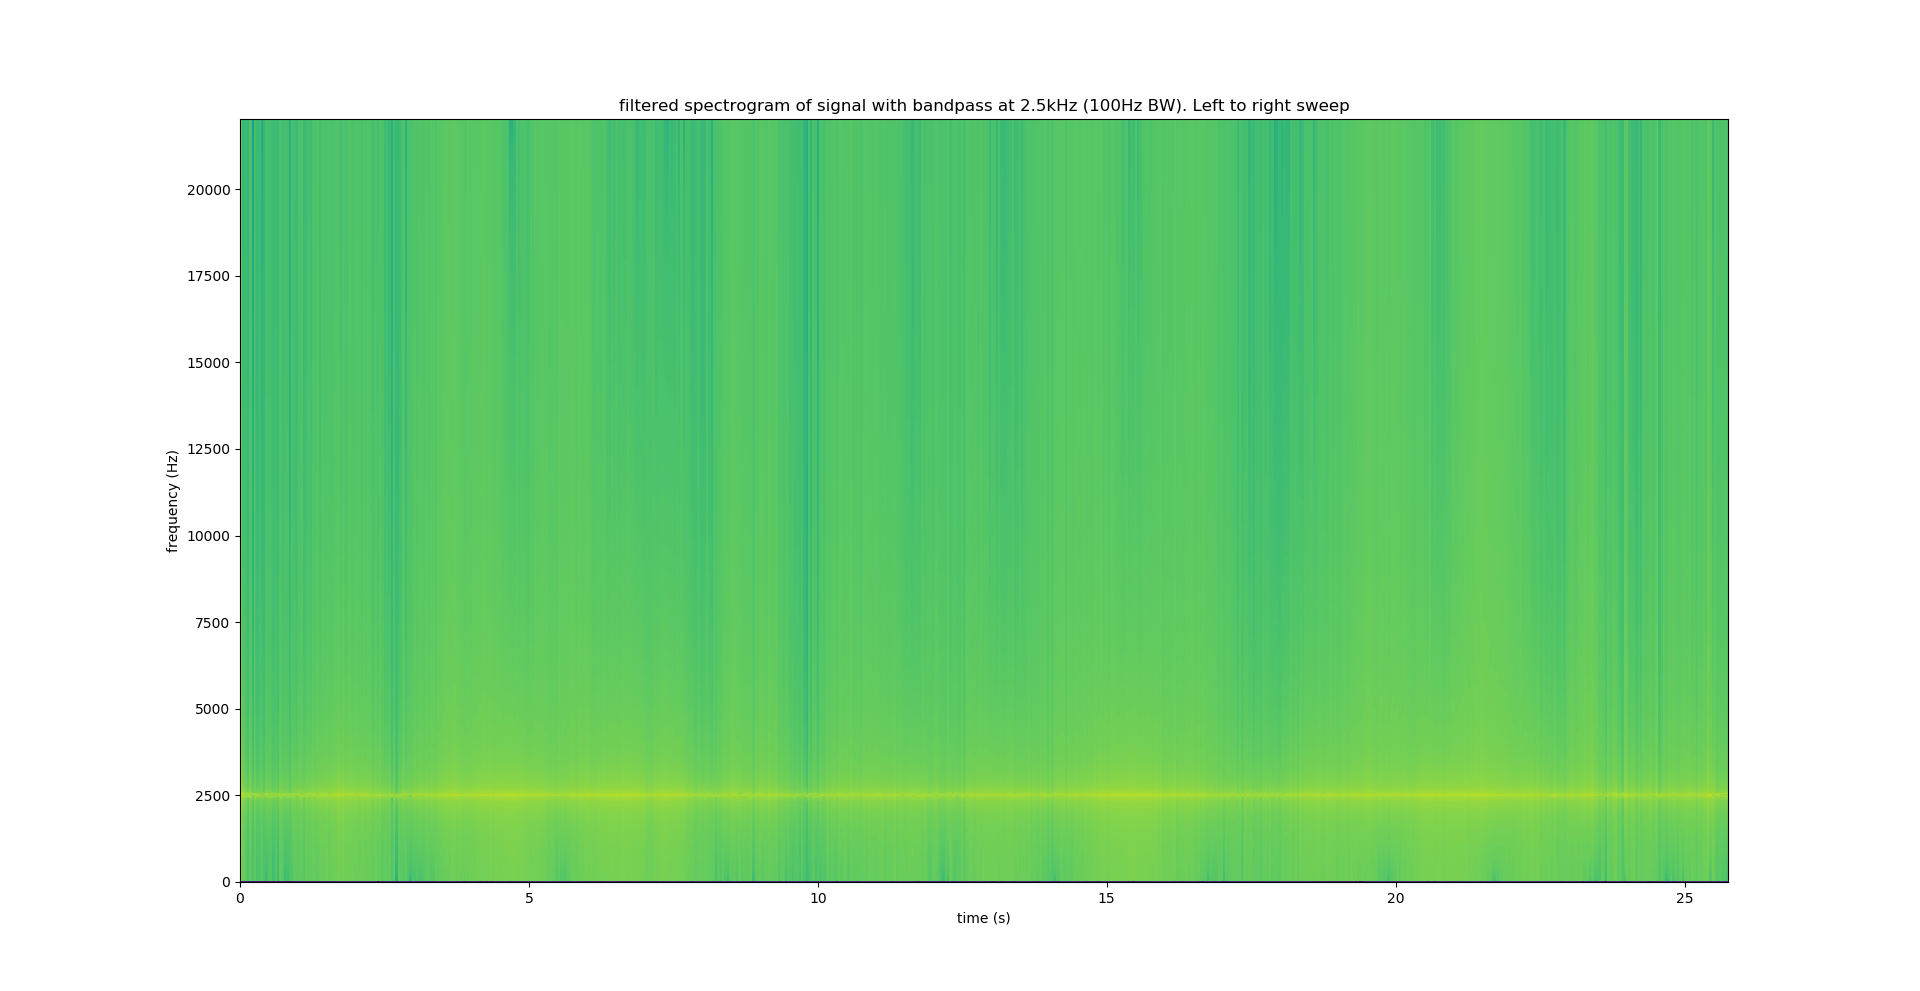 filtered spectrogram of signal with bandpass at 2.5kHz (100Hz BW). Left to right sweep
20000
17500
15000
12500
10000
7500
5000
2500
0
frequency (Hz)
0 5 10 15 20 25
time (s)